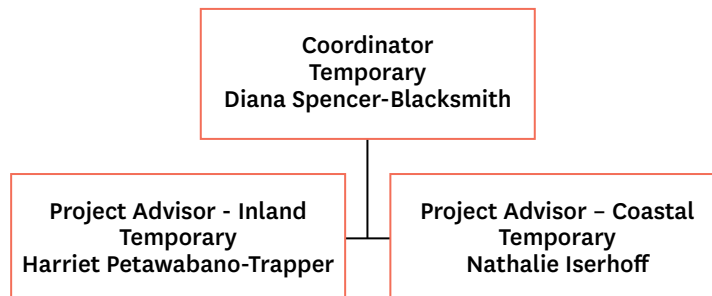 Coordinator
Temporary
Diana Spencer-Blacksmith
Project Advisor - Inland
Temporary
Harriet Petawabano-Trapper
Project Advisor – Coastal
Temporary
Nathalie Iserhoff